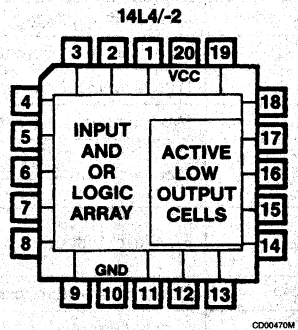 14L4/-2
3 2 1 20 19
VCC
4 18
5 17
6 16
7 15
8 14
INPUT
AND
OR
LOGIC
ARRAY
ACTIVE
LOW
OUTPUT
CELLS
GND
9 10 11 12 13
CD00470M